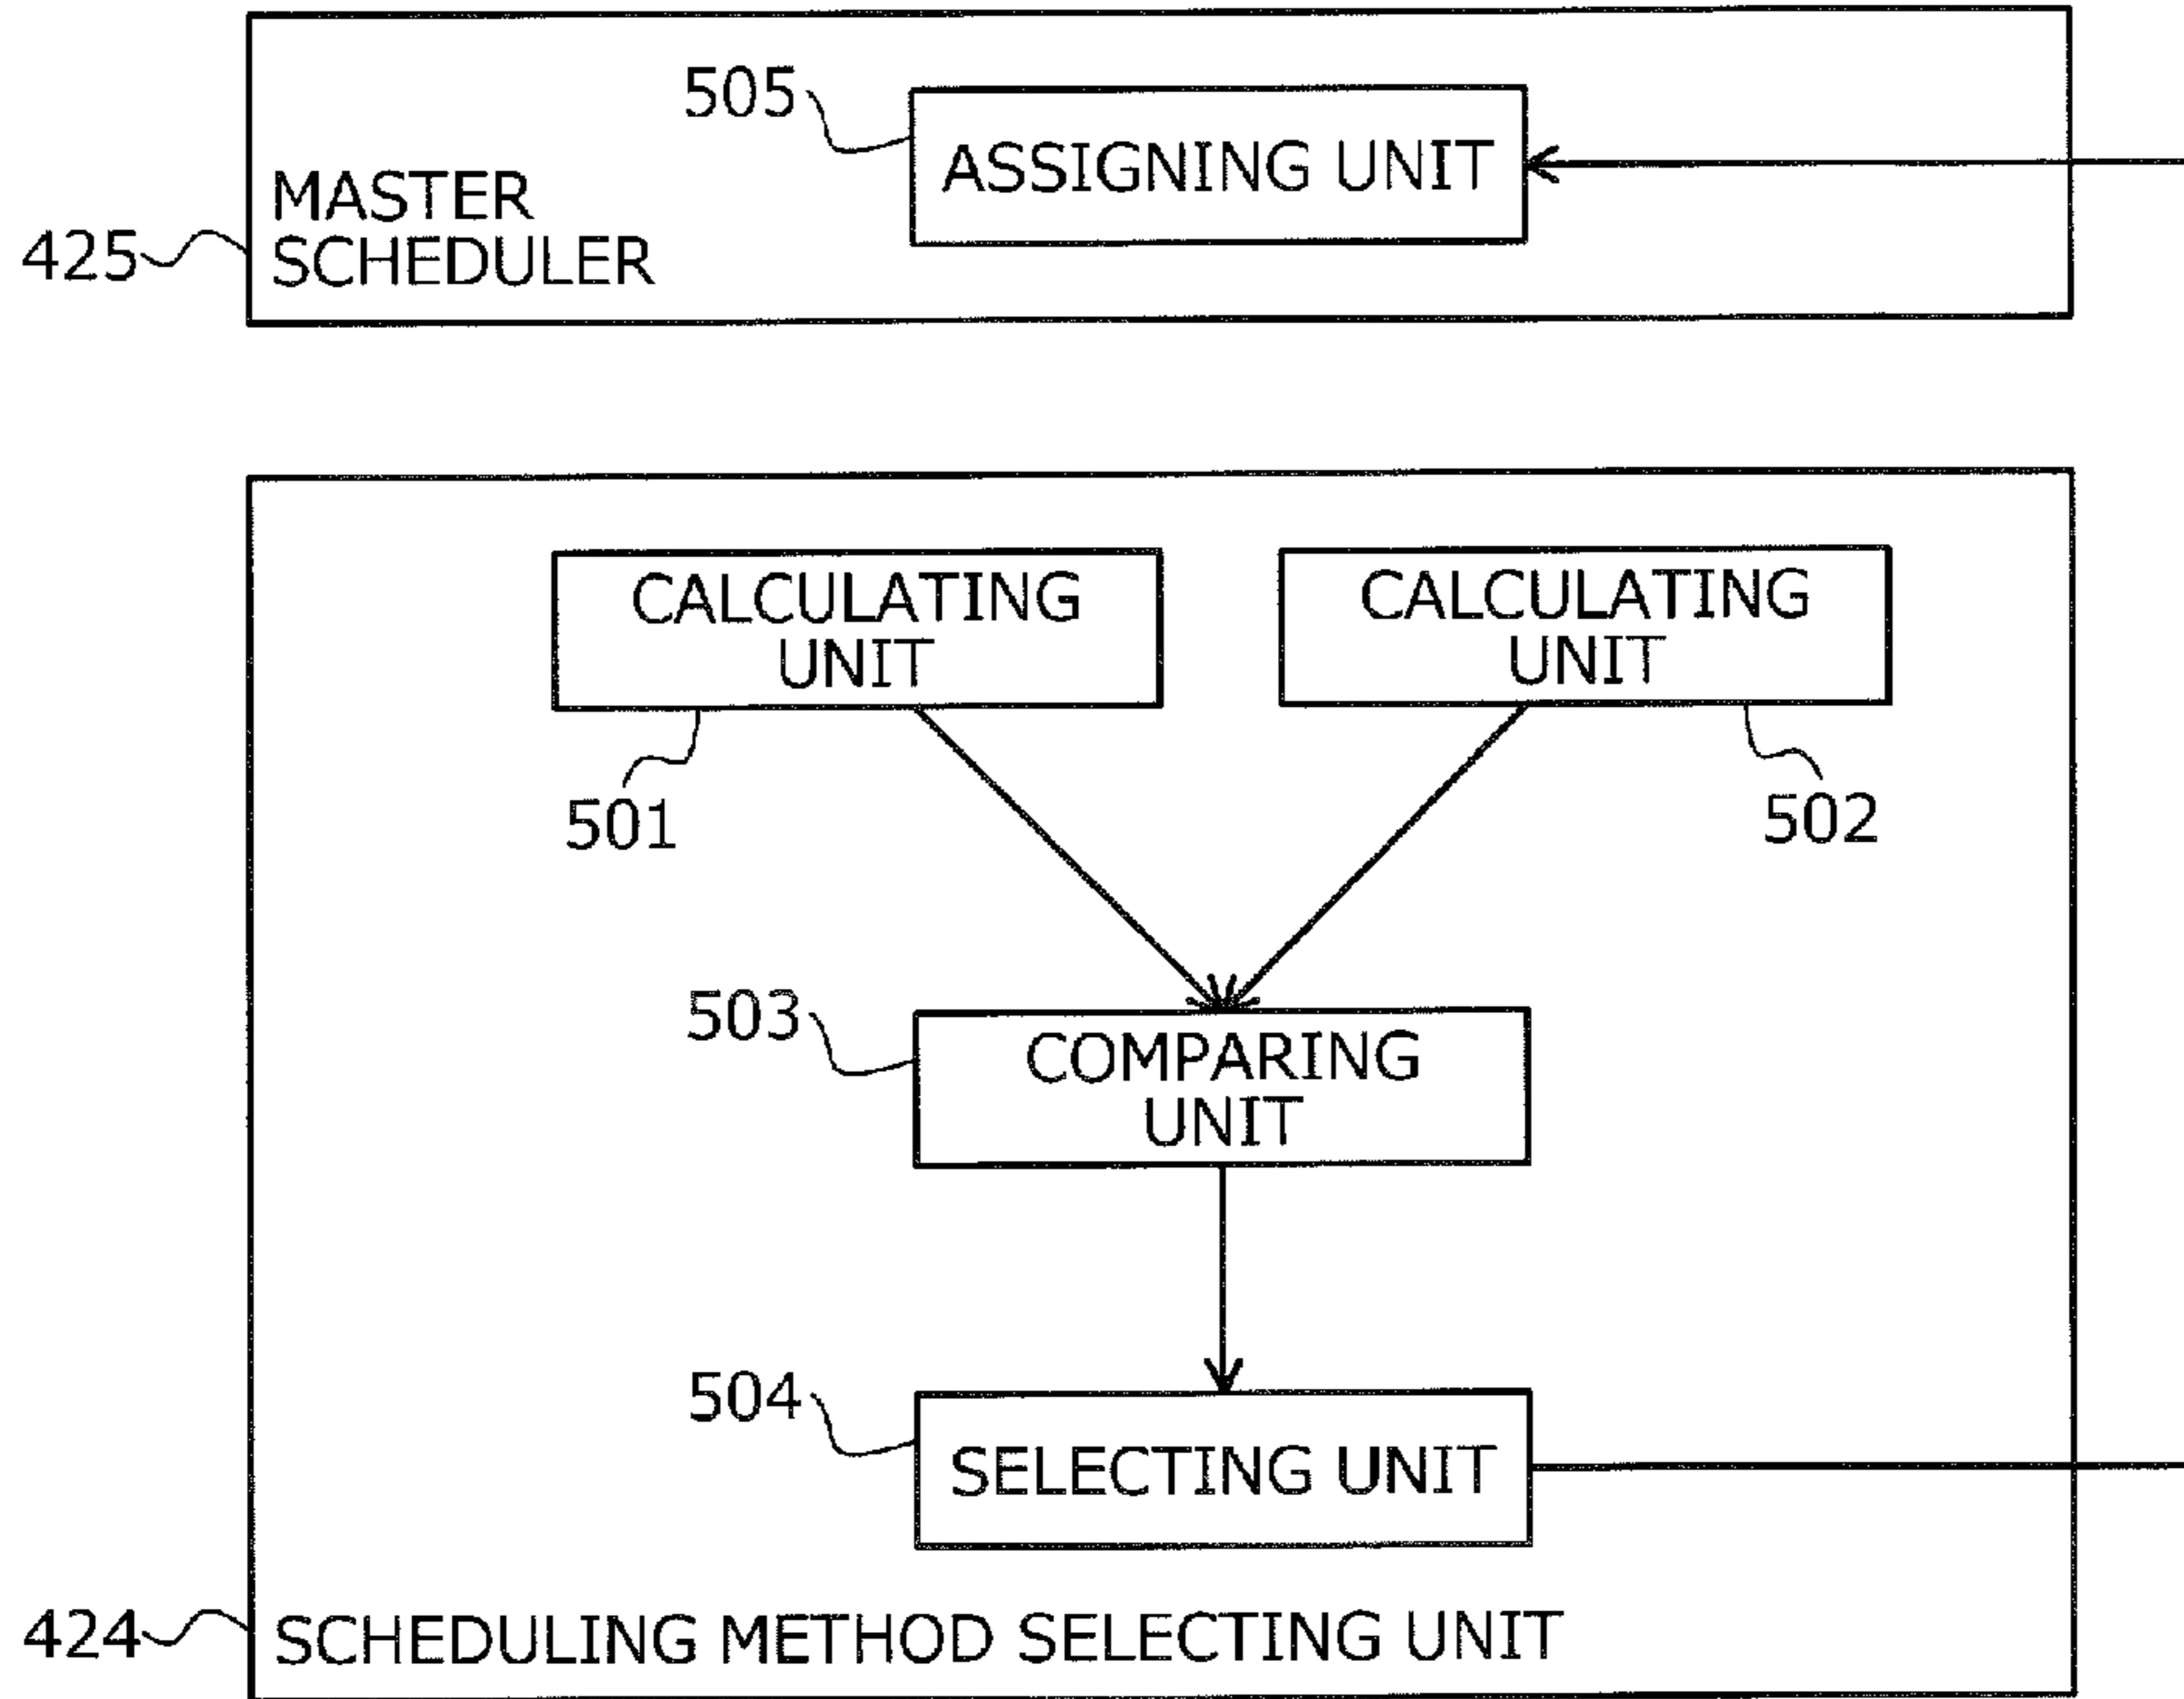 505
ASSIGNING UNIT
MASTER
SCHEDULER
425
CALCULATING
UNIT
CALCULATING
UNIT
501
502
503
COMPARING
UNIT
504
SELECTING UNIT
424
SCHEDULING METHOD SELECTING UNIT